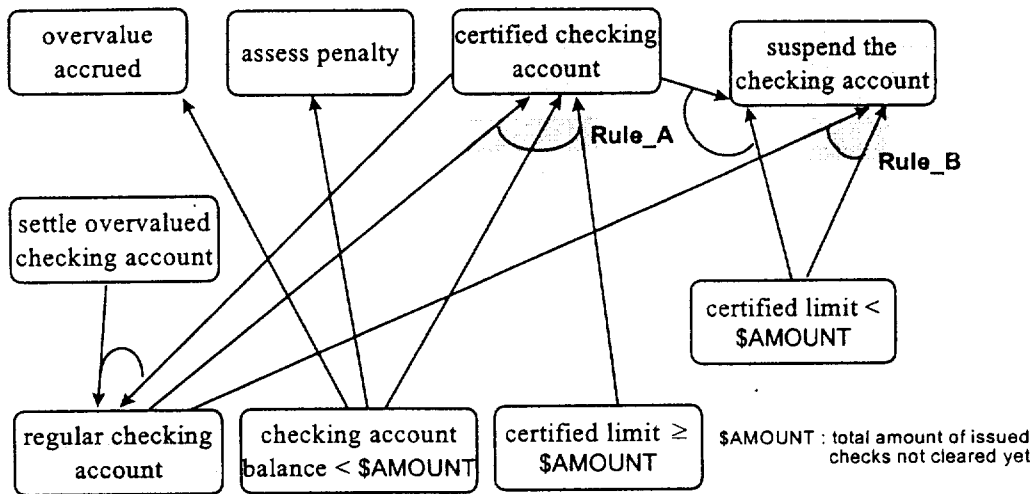 overvalue
accrued
assess penalty
certified checking
account
suspend the
checking account
Rule_A
Rule_B
settle overvalued
checking account
certified limit <
$AMOUNT
regular checking
account
checking account
balance < $AMOUNT
certified limit ≥
$AMOUNT
$AMOUNT : total amount of issued
checks not cleared yet